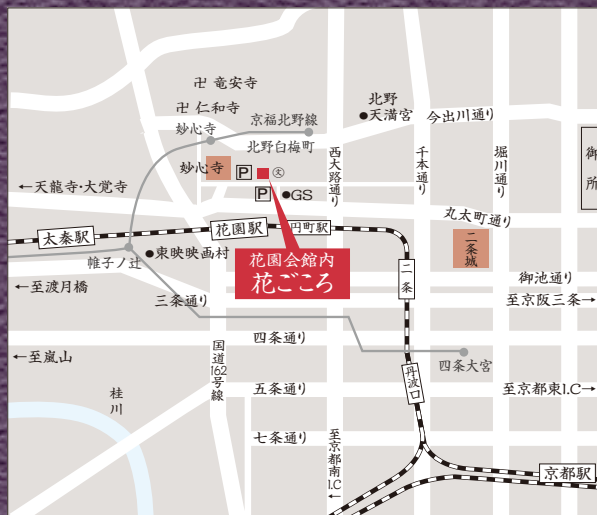 卍 竜安寺
卍 仁和寺
妙心寺
京福北野線
北野白梅町
北野
●天満宮
今出川通り
妙心寺
P
文
P
●GS
西大路通り
千本通り
堀川通り
御所
←天龍寺・大覚寺
丸太町通り
太秦駅
花園駅
円町駅
二条城
帷子ノ辻
●東映映画村
花園会館内
花ごころ
二条
御池通り
←至渡月橋
三条通り
至京阪三条→
←至嵐山
国道162号線
四条通り
四条大宮
桂川
五条通り
丹波口
至京都東I.C→
七条通り
至京都南I.C
←
京都駅